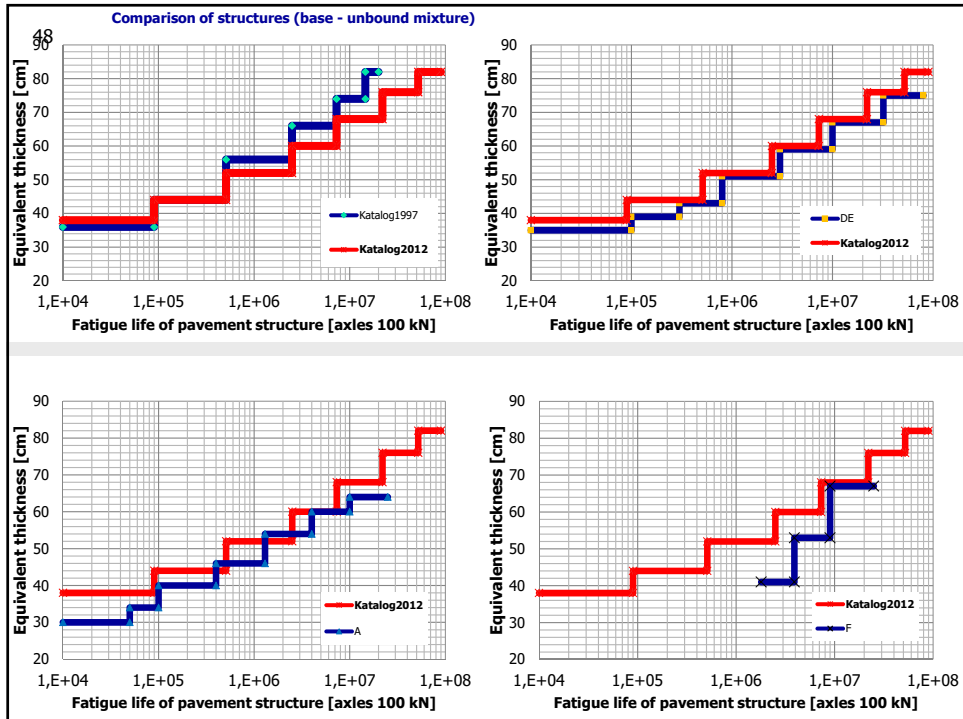 Comparison of structures (base - unbound mixture)
48
90
80
70
60
50
40
30
20
Equivalent thickness [cm]
Katalog1997
Katalog2012
1,E+04 1,E+05 1,E+06 1,E+07 1,E+08
Fatigue life of pavement structure [axles 100 kN]
90
80
70
60
50
40
30
20
Equivalent thickness [cm]
DE
Katalog2012
1,E+04 1,E+05 1,E+06 1,E+07 1,E+08
Fatigue life of pavement structure [axles 100 kN]
90
80
70
60
50
40
30
20
Equivalent thickness [cm]
Katalog2012
A
1,E+04 1,E+05 1,E+06 1,E+07 1,E+08
Fatigue life of pavement structure [axles 100 kN]
90
80
70
60
50
40
30
20
Equivalent thickness [cm]
Katalog2012
F
1,E+04 1,E+05 1,E+06 1,E+07 1,E+08
Fatigue life of pavement structure [axles 100 kN]